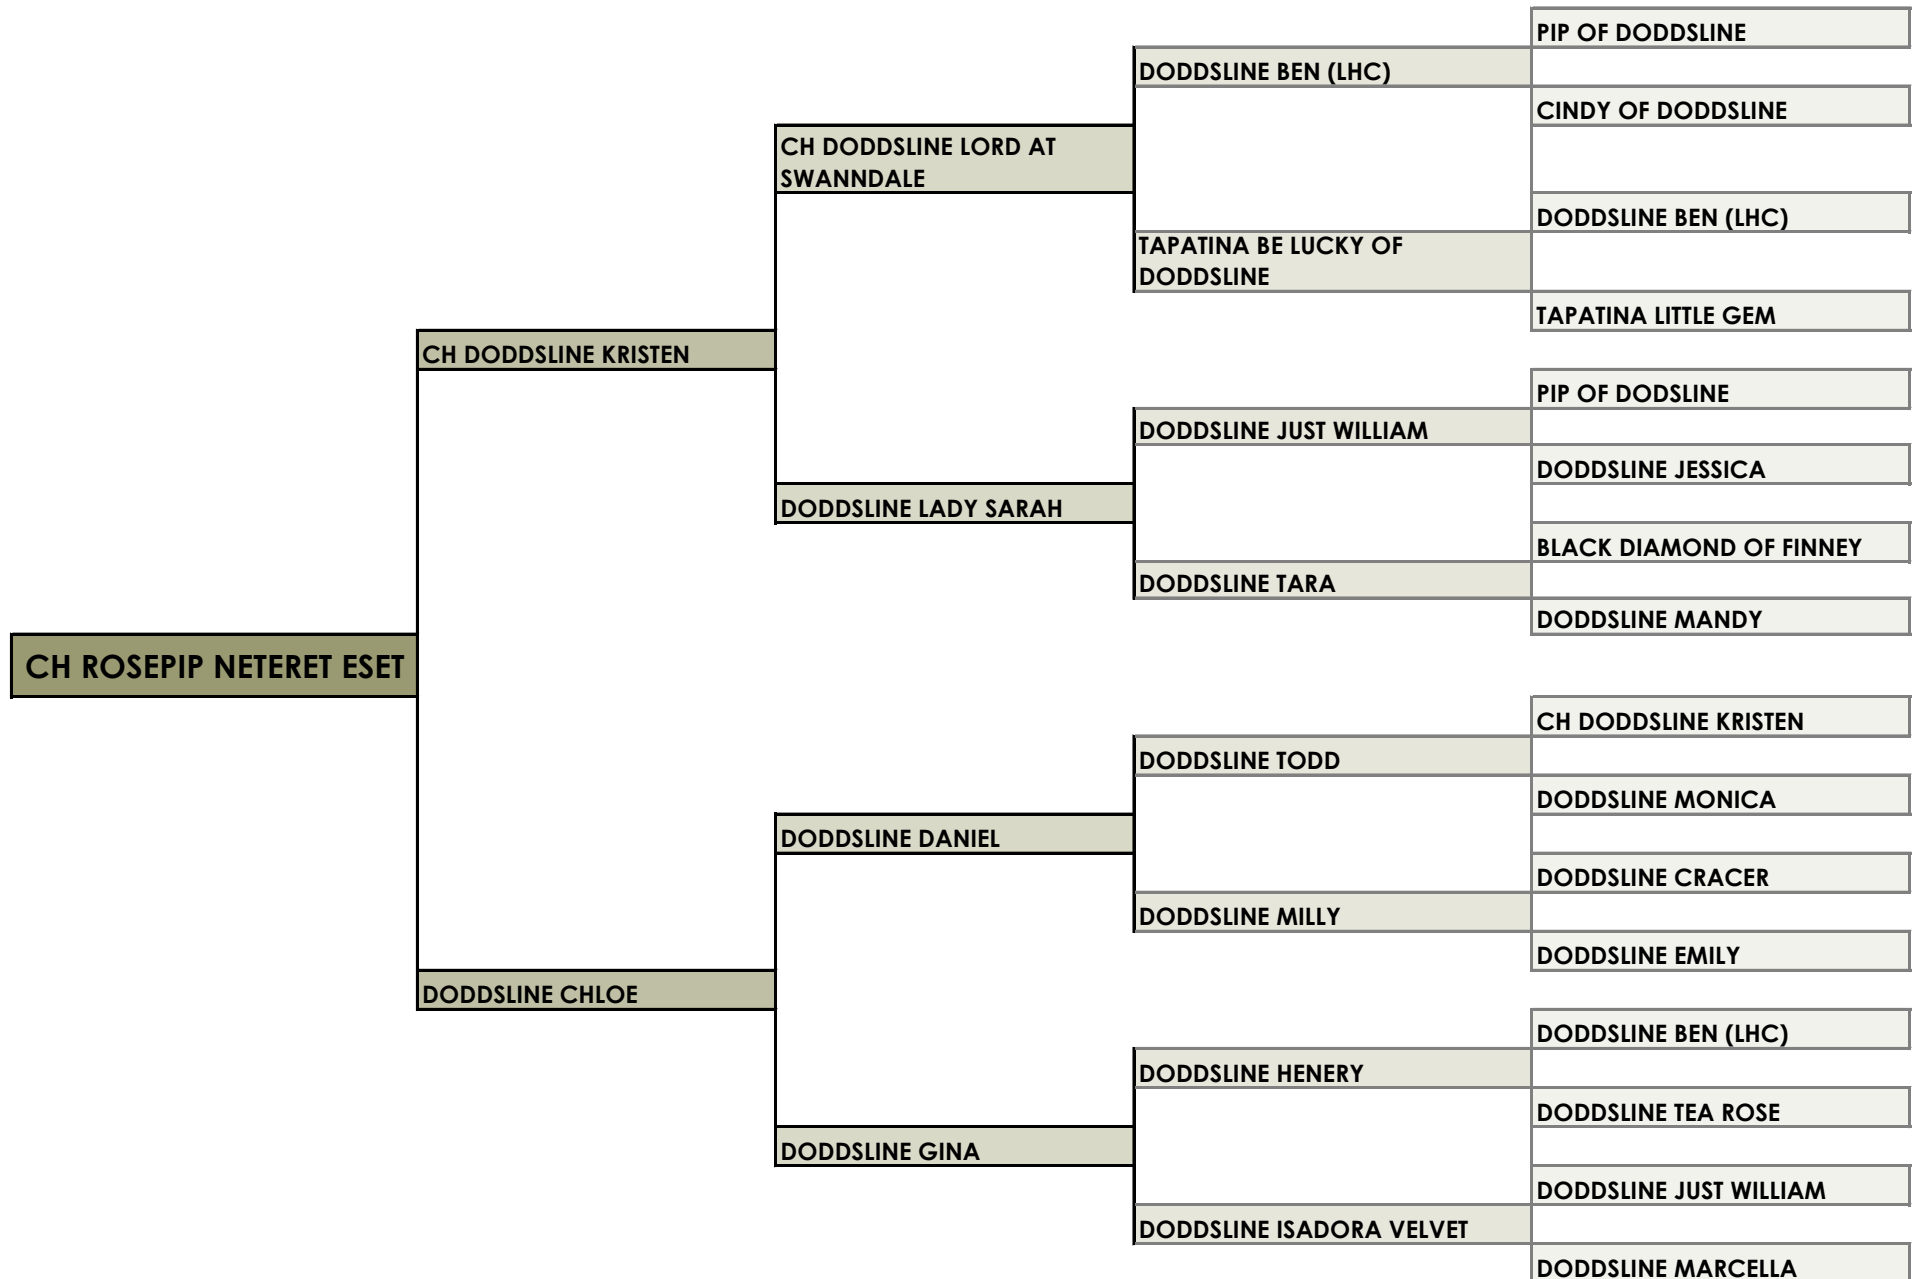 PIP OF DODDSLINE
DODDSLINE BEN (LHC)
CINDY OF DODDSLINE
CH DODDSLINE LORD AT
SWANNDALE
DODDSLINE BEN (LHC)
TAPATINA BE LUCKY OF
DODDSLINE
TAPATINA LITTLE GEM
CH DODDSLINE KRISTEN
PIP OF DODSLINE
DODDSLINE JUST WILLIAM
DODDSLINE JESSICA
DODDSLINE LADY SARAH
BLACK DIAMOND OF FINNEY
DODDSLINE TARA
DODDSLINE MANDY
CH ROSEPIP NETERET ESET
CH DODDSLINE KRISTEN
DODDSLINE TODD
DODDSLINE MONICA
DODDSLINE DANIEL
DODDSLINE CRACER
DODDSLINE MILLY
DODDSLINE EMILY
DODDSLINE CHLOE
DODDSLINE BEN (LHC)
DODDSLINE HENERY
DODDSLINE TEA ROSE
DODDSLINE GINA
DODDSLINE JUST WILLIAM
DODDSLINE ISADORA VELVET
DODDSLINE MARCELLA